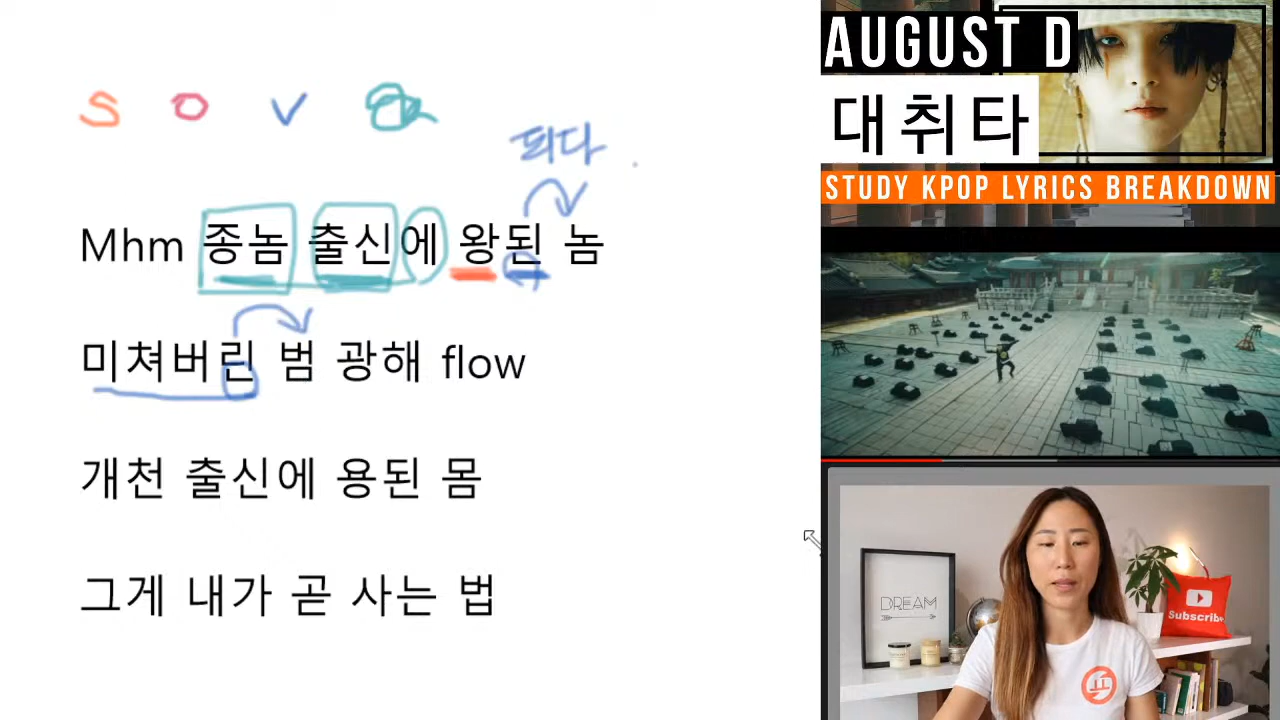 S O V
되다
Mhm 종놈 출신에 왕된 놈
미쳐버린 범 광해 flow
개천 출신에 용된 몸
그게 내가 곧 사는 법
AUGUST D
대취타
STUDY KPOP LYRICS BREAKDOWN
DREAM
Subscribe